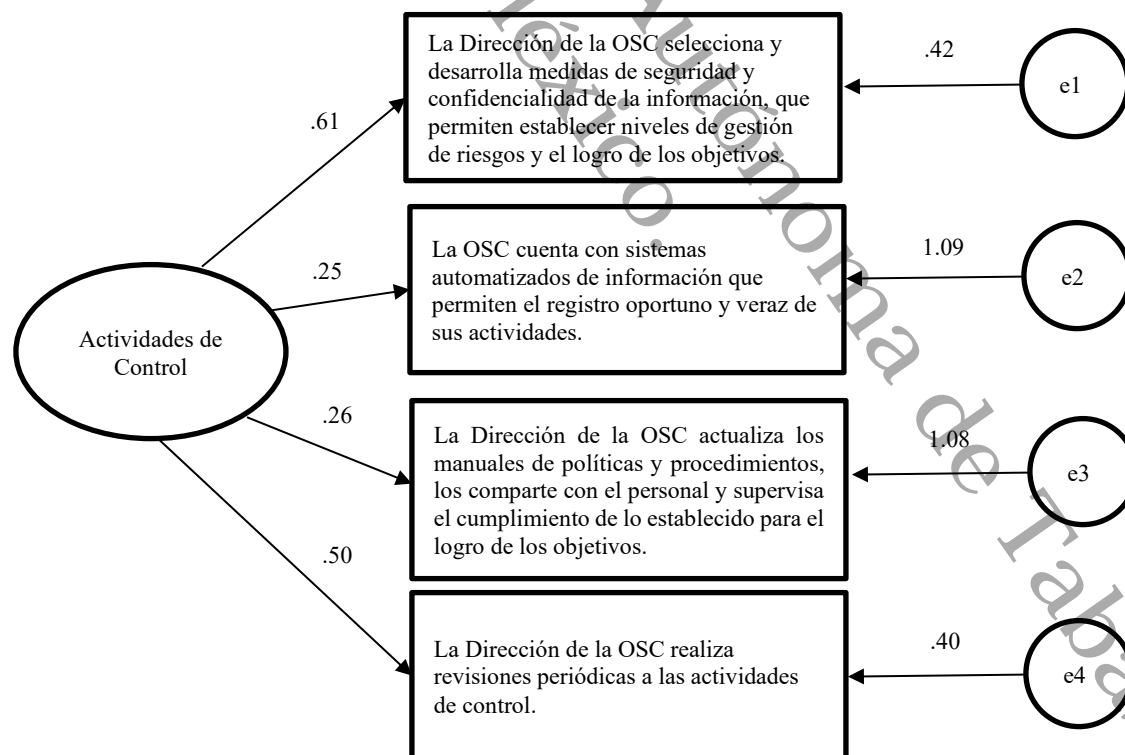 La Dirección de la OSC selecciona y
desarrolla medidas de seguridad y
confidencialidad de la información, que
permiten establecer niveles de gestión
de riesgos y el logro de los objetivos.
.42
e1
.61
La OSC cuenta con sistemas
automatizados de información que
permiten el registro oportuno y veraz de
sus actividades.
1.09
e2
.25
Actividades de
Control
.26
La Dirección de la OSC actualiza los
manuales de políticas y procedimientos,
los comparte con el personal y supervisa
el cumplimiento de lo establecido para el
logro de los objetivos.
1.08
e3
.50
La Dirección de la OSC realiza
revisiones periódicas a las actividades
de control.
.40
e4
Autónoma de Taba
éxico.